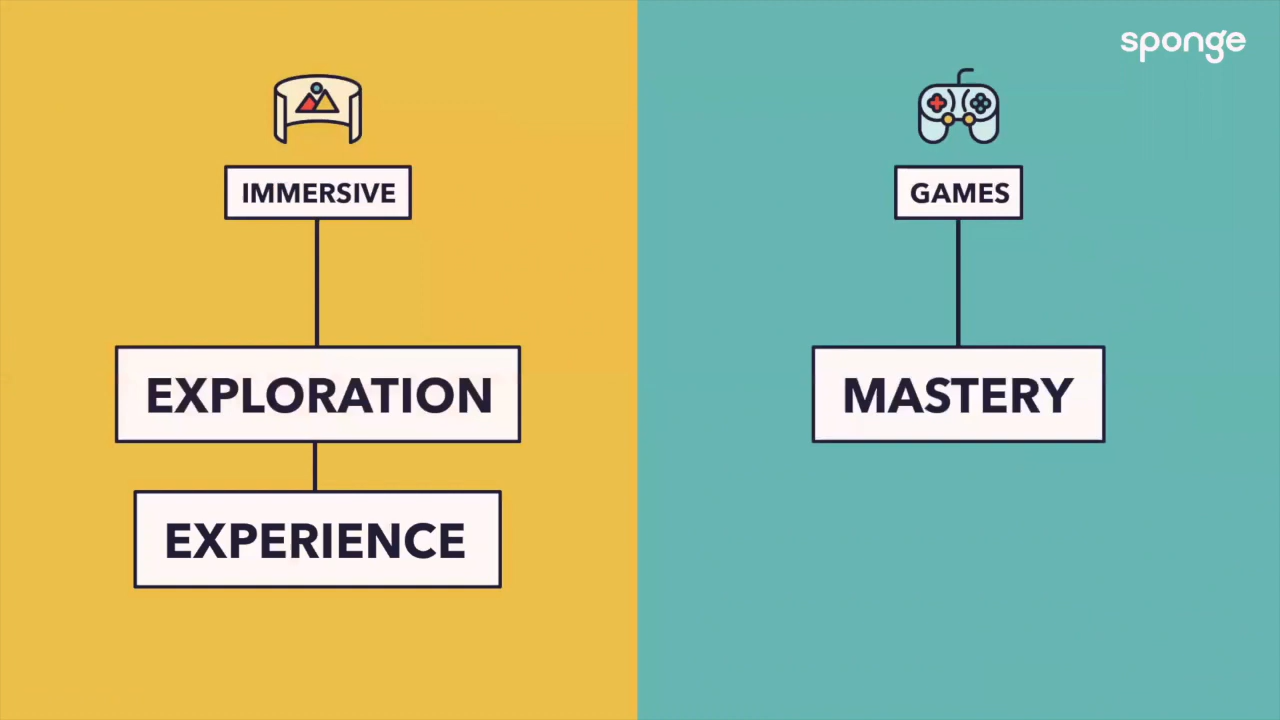 sponge
IMMERSIVE
EXPLORATION
EXPERIENCE
GAMES
MASTERY